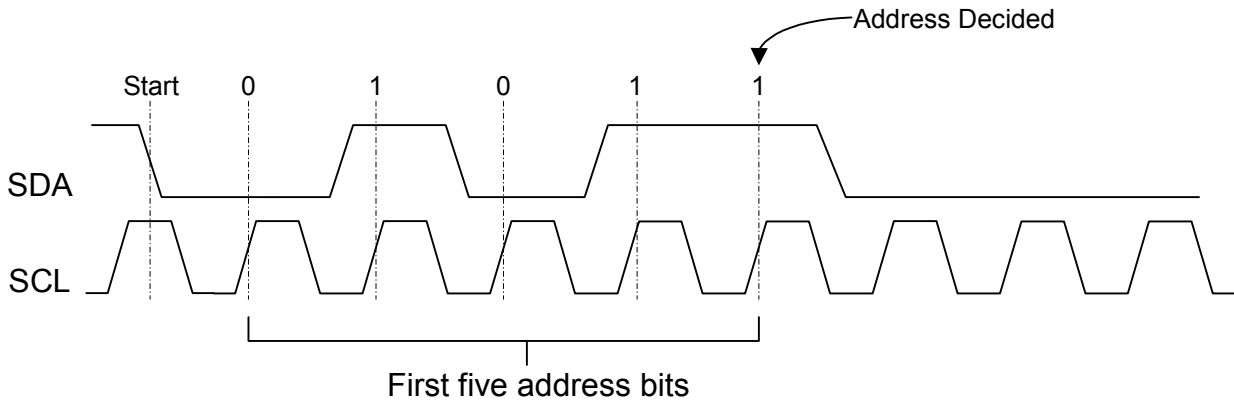 Address Decided
Start 0 1 0 1 1
SDA
SCL
First five address bits